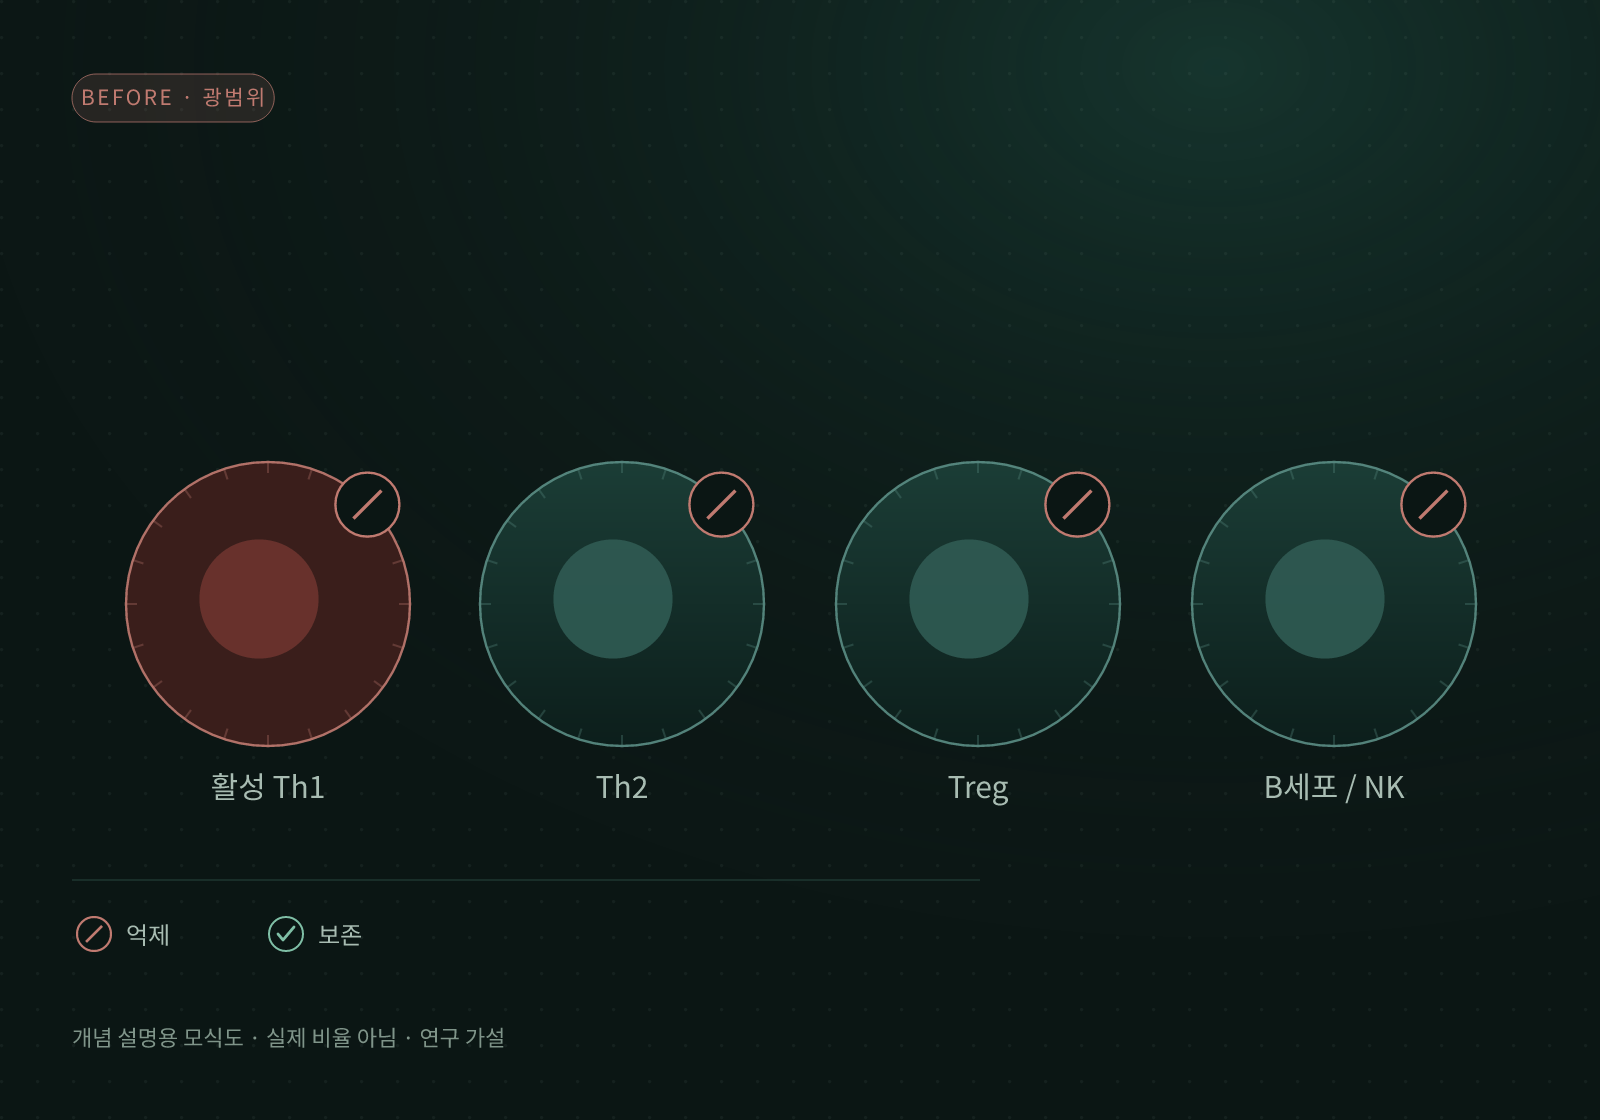 BEFORE · 광범위
활성 Th1
Th2
Treg
B세포 / NK
억제
보존
개념 설명용 모식도 · 실제 비율 아님 · 연구 가설